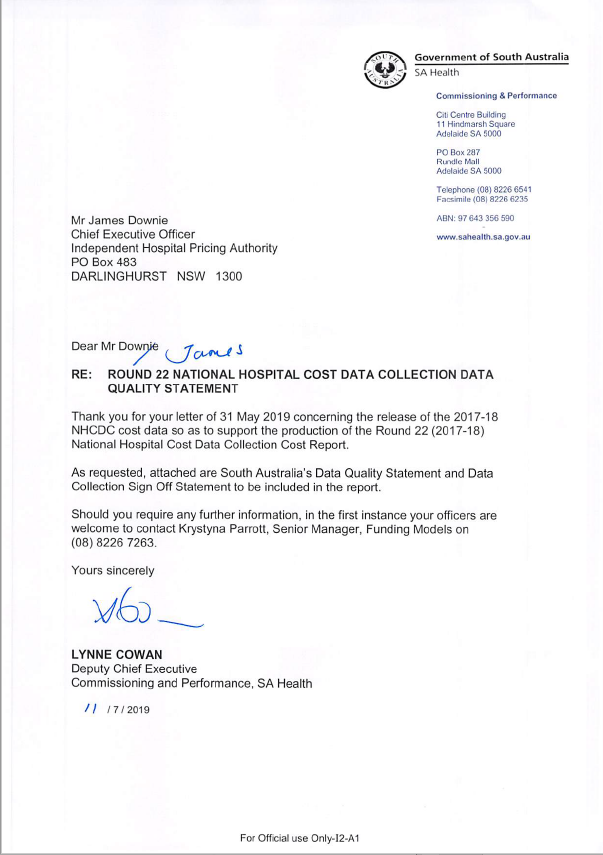 SOUTH
AUSTRALIA
Government of South Australia
SA Health
Commissioning & Performance
Citi Centre Building
11 Hindmarsh Square
Adelaide SA 5000
PO Box 287
Rundle Mall
Adelaide SA 5000
Telephone (08) 8226 6541
Facsimile (08) 8226 6235
ABN: 97 643 356 590
www.sahealth.sa.gov.au
Mr James Downie
Chief Executive Officer
Independent Hospital Pricing Authority
PO Box 483
DARLINGHURST NSW 1300
Dear Mr Downie James
RE: ROUND 22 NATIONAL HOSPITAL COST DATA COLLECTION DATA
QUALITY STATEMENT
Thank you for your letter of 31 May 2019 concerning the release of the 2017-18
NHCDC cost data so as to support the production of the Round 22 (2017-18)
National Hospital Cost Data Collection Cost Report.
As requested, attached are South Australia's Data Quality Statement and Data
Collection Sign Off Statement to be included in the report.
Should you require any further information, in the first instance your officers are
welcome to contact Krystyna Parrott, Senior Manager, Funding Models on
(08) 8226 7263.
Yours sincerely
LYNNE COWAN
Deputy Chief Executive
Commissioning and Performance, SA Health
11 / 7 / 2019
For Official use Only-I2-A1